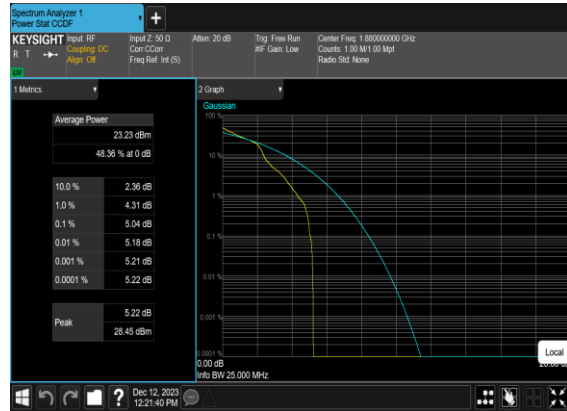 Spectrum Analyzer 1
Power Stat CCDF
KEYSIGHT
R T
LXI
Input: RF
Coupling: DC
Align: Off
Input Z: 50 Ω
Corr CCorr
Freq Ref: Int (S)
Atten: 20 dB
Trig: Free Run
#IF Gain: Low
Center Freq: 1.880000000 GHz
Counts: 1.00 M/1.00 Mpt
Radio Std: None
1 Metrics
Average Power
23.23 dBm
48.36 % at 0 dB
10.0 % 2.36 dB
1.0 % 4.31 dB
0.1 % 5.04 dB
0.01 % 5.18 dB
0.001 % 5.21 dB
0.0001 % 5.22 dB
Peak
5.22 dB
28.45 dBm
2 Graph
Gaussian
100 %
10 %
1 %
0.1 %
0.01 %
0.001 %
0.0001 %
0.00 dB
Info BW 25.000 MHz
Local
?
Dec 12, 2023
12:21:40 PM